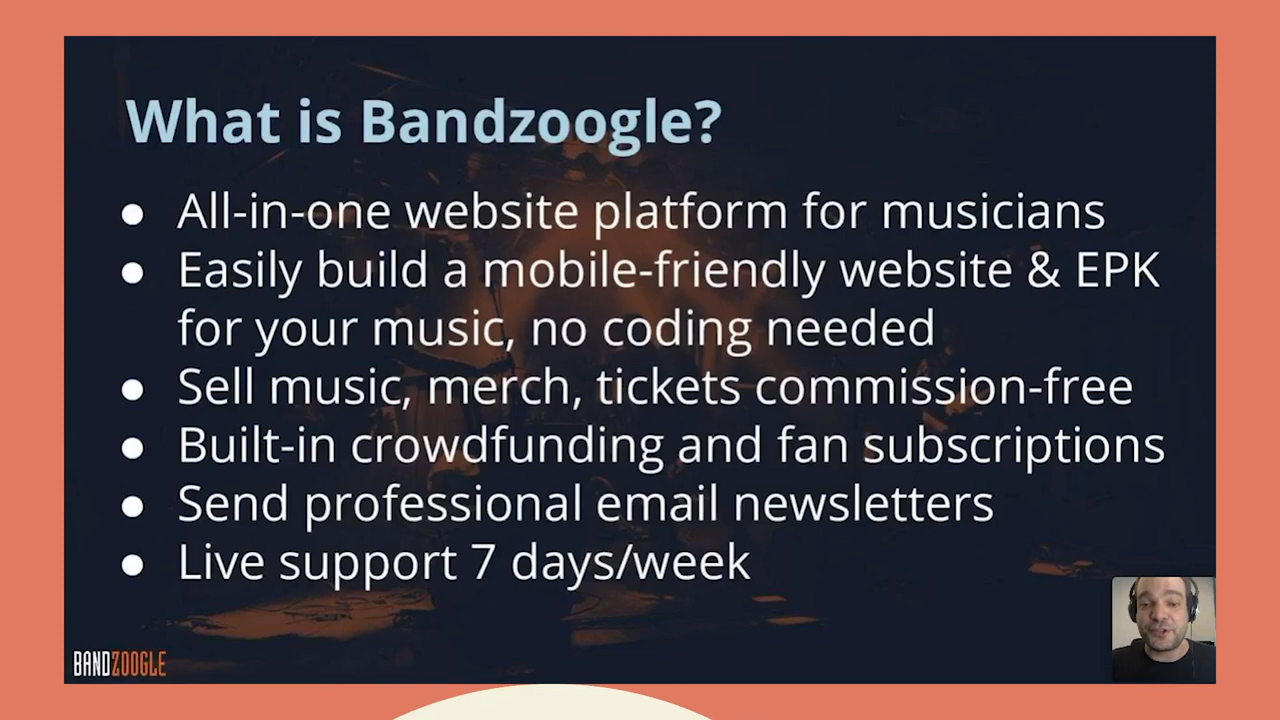 What is Bandzoogle?
● All-in-one website platform for musicians
● Easily build a mobile-friendly website & EPK
for your music, no coding needed
● Sell music, merch, tickets commission-free
● Built-in crowdfunding and fan subscriptions
● Send professional email newsletters
● Live support 7 days/week
BANDZOOGLE